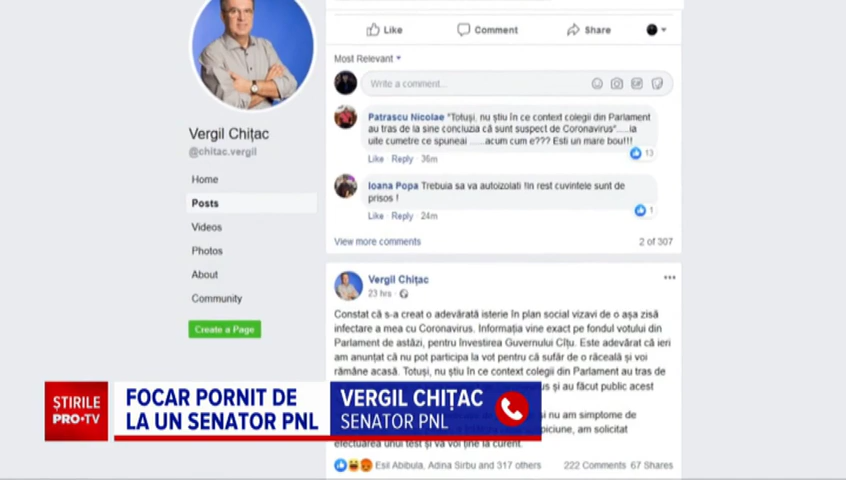 Like Comment Share
Most Relevant
Write a comment...
Patrascu Nicolae "Totuși, nu știu în ce context colegii din Parlament
au tras de la sine concluzia că sunt suspect de Coronavirus".....ia
uite cumetre ce spuneai ......acum cum e??? Esti un mare bou!!!
13
Like · Reply · 36m
Ioana Popa Trebuia sa va autoizolati !in rest cuvintele sunt de
prisos !
1
Like · Reply · 24m
View more comments 2 of 307
Vergil Chițac
@chitac.vergil
Home
Posts
Videos
Photos
About
Community
Create a Page
Vergil Chițac
23 hrs
Constat că s-a creat o adevărată isterie în plan social vizavi de o așa zisă
infectare a mea cu Coronavirus. Informația vine exact pe fondul votului din
Parlament de astăzi, pentru învestirea Guvernului Cîțu. Este adevărat că ieri
am anunțat că nu pot participa la vot pentru că sufăr de o răceală și voi
rămâne acasă. Totuși, nu știu în ce context colegii din Parlament au tras de
us și au făcut public acest
și nu am simptome de
piciune, am solicitat
efectuarea unui test și vă voi ține la curent.
Esil Abibula, Adina Sirbu and 317 others 222 Comments 67 Shares
ȘTIRILE
PRO•TV
FOCAR PORNIT DE
LA UN SENATOR PNL
VERGIL CHIȚAC
SENATOR PNL